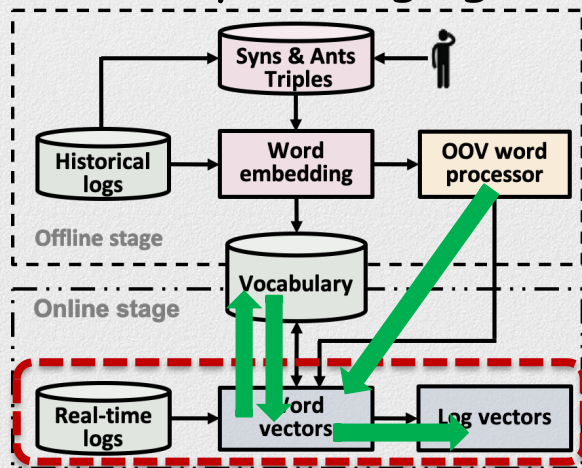 Syns & Ants
Triples
Historical
logs
Word
embedding
OOV word
processor
Offline stage
Vocabulary
Online stage
Real-time
logs
Word
vectors
Log vectors